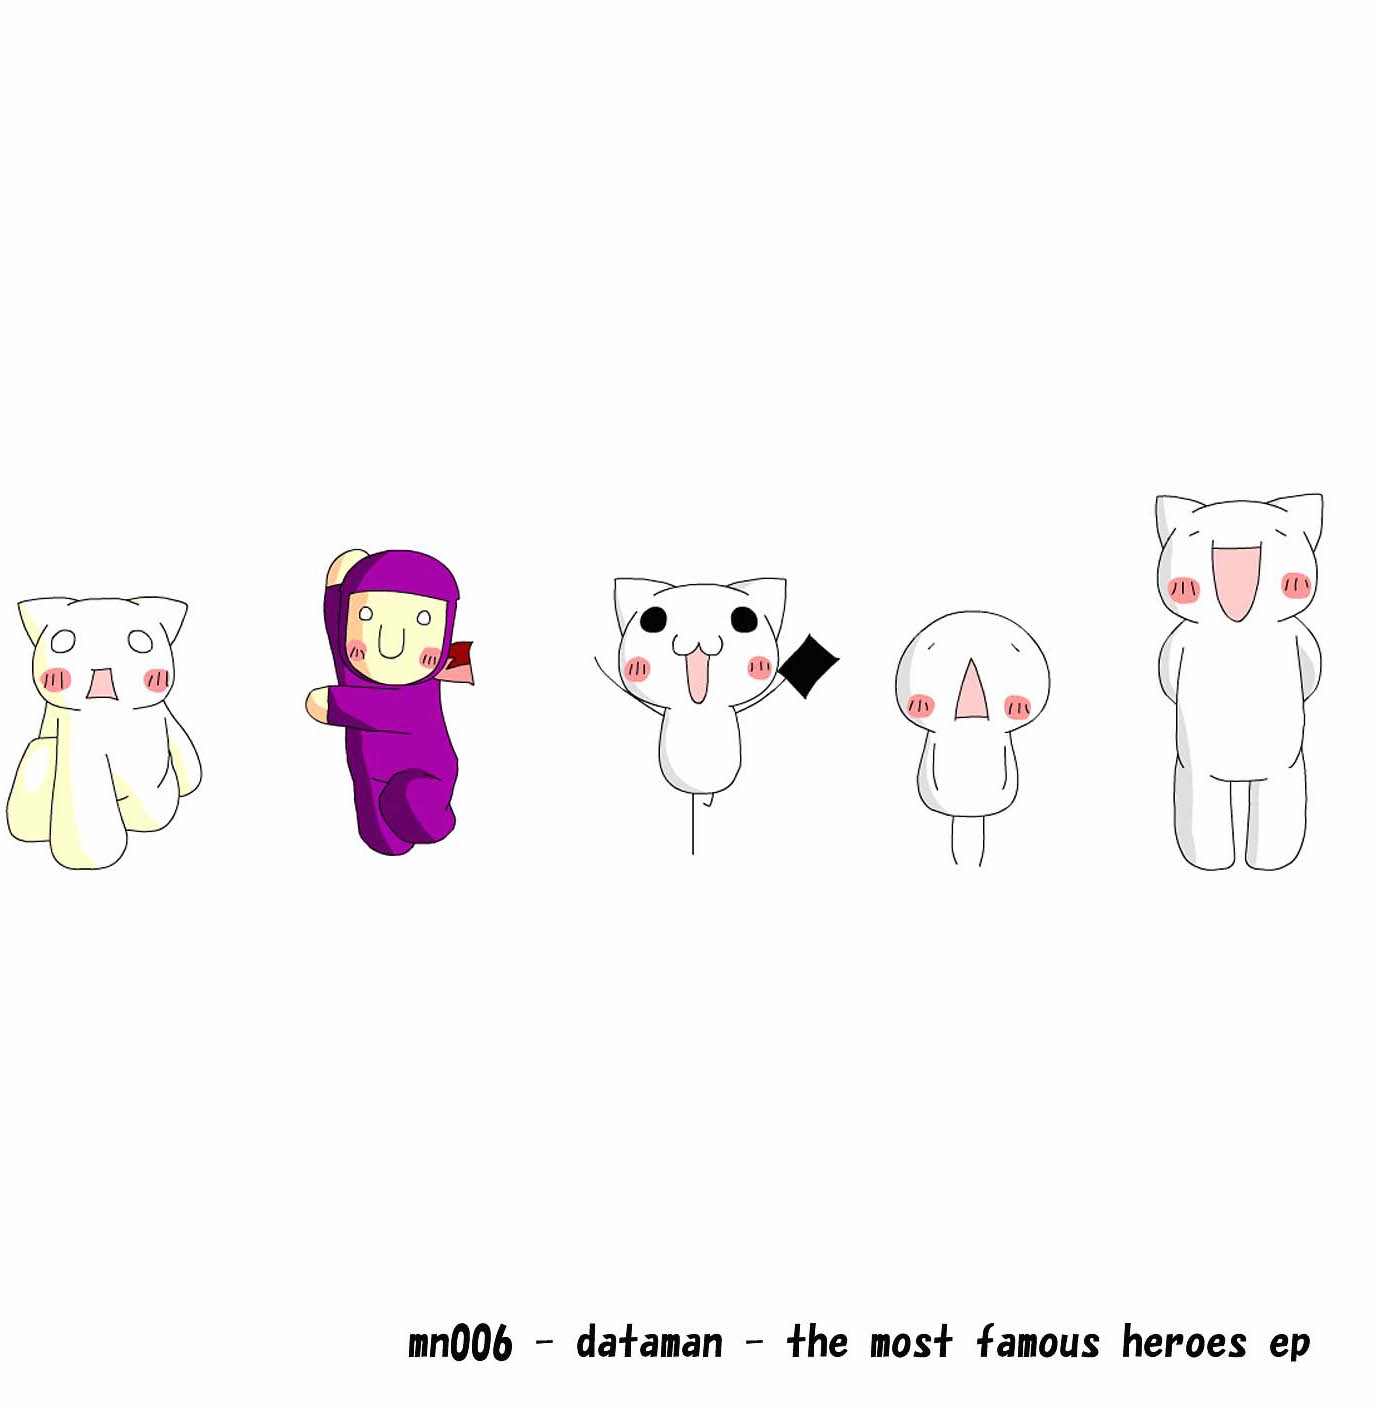 mn006 - dataman - the most famous heroes ep